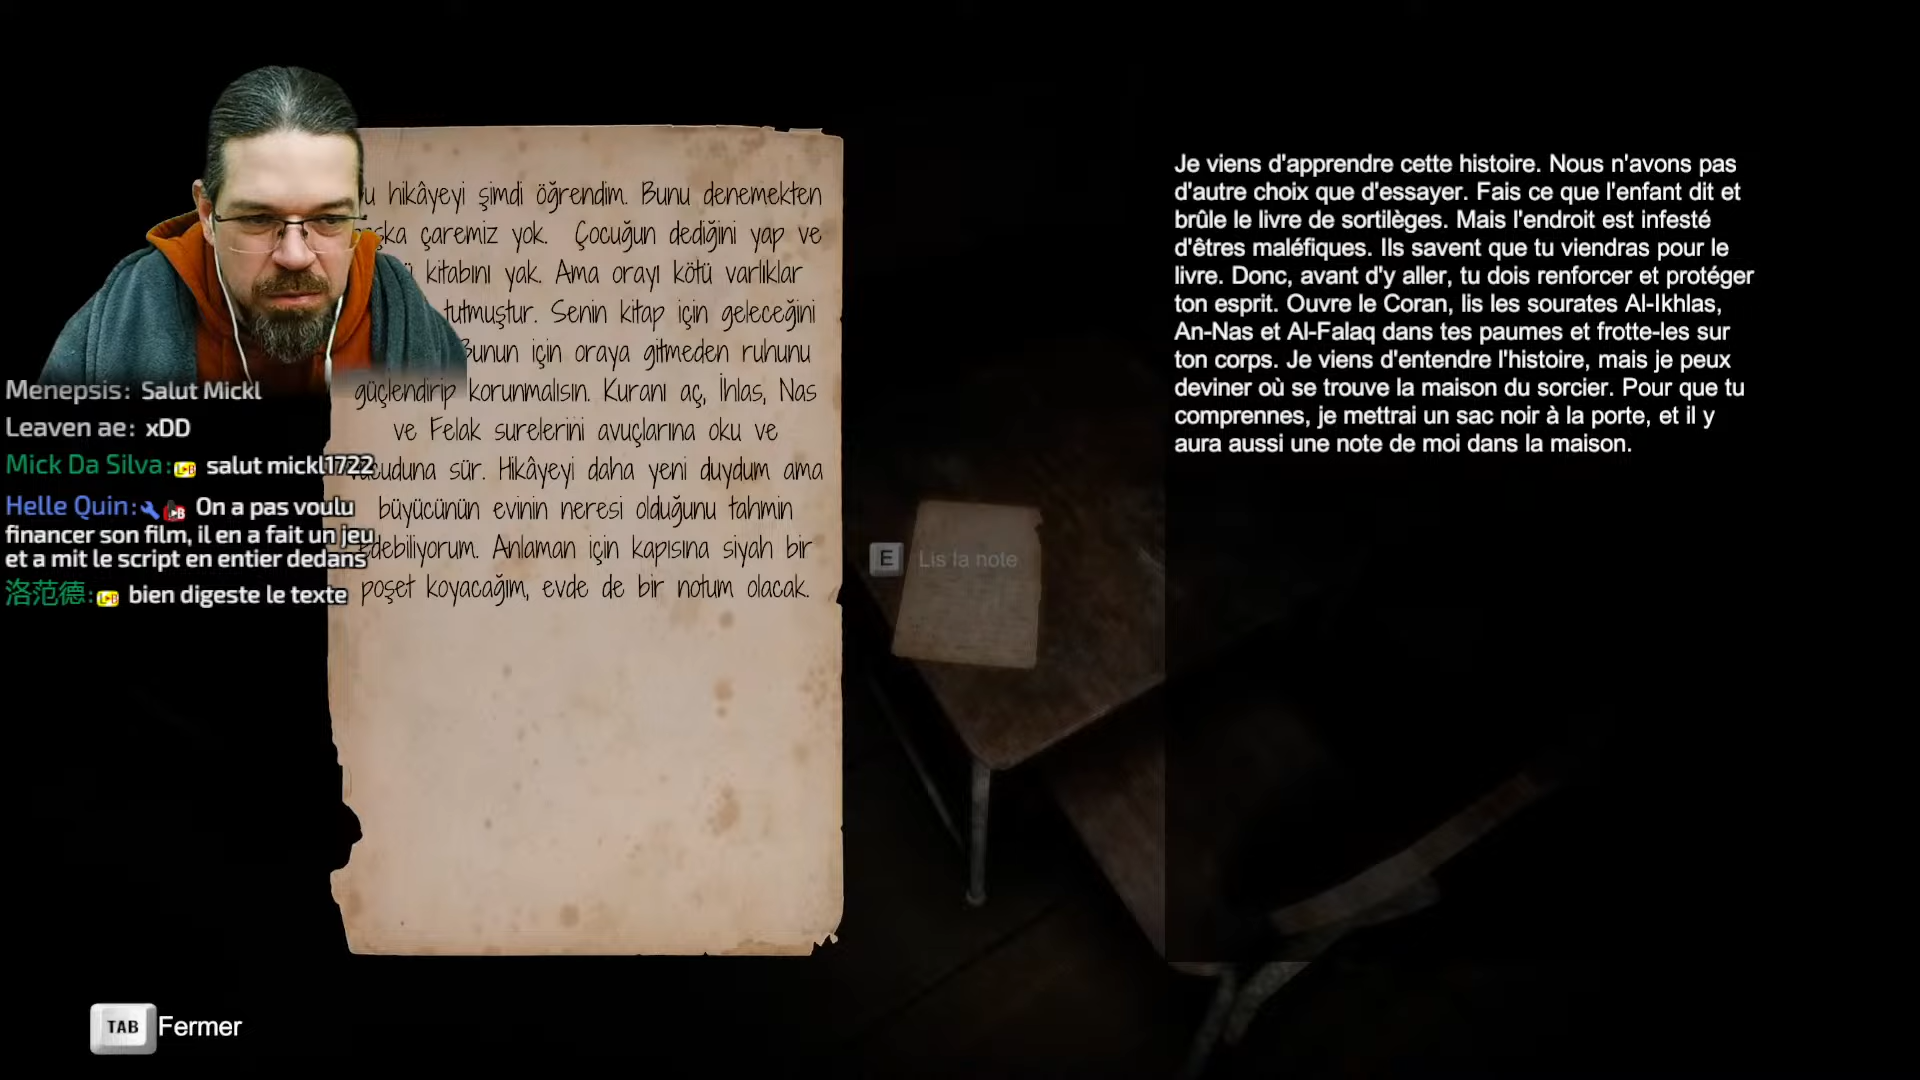 hikâyeyi şimdi öğrendim. Bunu denemekten
çaremiz yok. Çocuğun dediğini yap ve
kitabını yak. Ama orayı kötü varlıklar
tutmuştur. Senin kitap için geleceğini
Bunun için oraya gitmeden ruhunu
güçlendirip korunmalısın. Kuranı aç, İhlas, Nas
ve Felak surelerini avuçlarına oku ve
sür. Hikâyeyi daha yeni duydum ama
büyücünün evinin neresi olduğunu tahmin
edebiliyorum. Anlaman için kapısına siyah bir
poşet koyacağım, evde de bir notum olacak.
Menepsis: Salut Mickl
Leaven ae: xDD
Mick Da Silva: salut mickl1722
Helle Quin: On a pas voulu
financer son film, il en a fait un jeu
et a mit le script en entier dedans
洛范德: bien digeste le texte
E Lis la note
Je viens d'apprendre cette histoire. Nous n'avons pas
d'autre choix que d'essayer. Fais ce que l'enfant dit et
brûle le livre de sortilèges. Mais l'endroit est infesté
d'êtres maléfiques. Ils savent que tu viendras pour le
livre. Donc, avant d'y aller, tu dois renforcer et protéger
ton esprit. Ouvre le Coran, lis les sourates Al-Ikhlas,
An-Nas et Al-Falaq dans tes paumes et frotte-les sur
ton corps. Je viens d'entendre l'histoire, mais je peux
deviner où se trouve la maison du sorcier. Pour que tu
comprennes, je mettrai un sac noir à la porte, et il y
aura aussi une note de moi dans la maison.
TAB Fermer